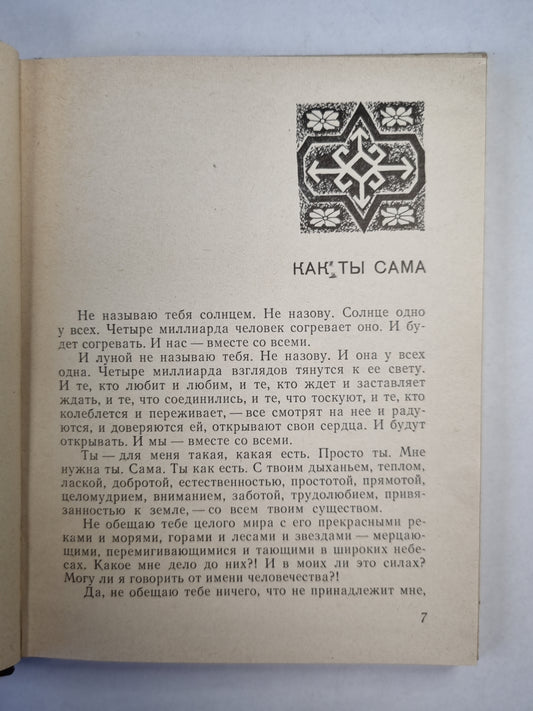 КАК ТЫ САМА
Не называю тебя солнцем. Не назову. Солнце одно
у всех. Четыре миллиарда человек согревает оно. И бу-
дет согревать. И нас — вместе со всеми.
И луной не называю тебя. Не назову. И она у всех
одна. Четыре миллиарда взглядов тянутся к ее свету.
И те, кто любит и любим, и те, кто ждет и заставляет
ждать, и те, что соединились, и те, что тоскуют, и те, кто
колеблется и переживает, — все смотрят на нее и раду-
ются, и доверяются ей, открывают свои сердца. И будут
открывать. И мы — вместе со всеми.
Ты — для меня такая, какая есть. Просто ты. Мне
нужна ты. Сама. Ты как есть. С твоим дыханьем, теплом,
лаской, добротой, естественностью, простотой, прямотой,
целомудрием, вниманием, заботой, трудолюбием, привя-
занностью к земле, — со всем твоим существом.
Не обещаю тебе целого мира с его прекрасными ре-
ками и морями, горами и лесами и звездами — мерцаю-
щими, перемигивающимися и тающими в широких небе-
сах. Какое мне дело до них?! И в моих ли это силах?
Могу ли я говорить от имени человечества?!
Да, не обещаю тебе ничего, что не принадлежит мне,
7